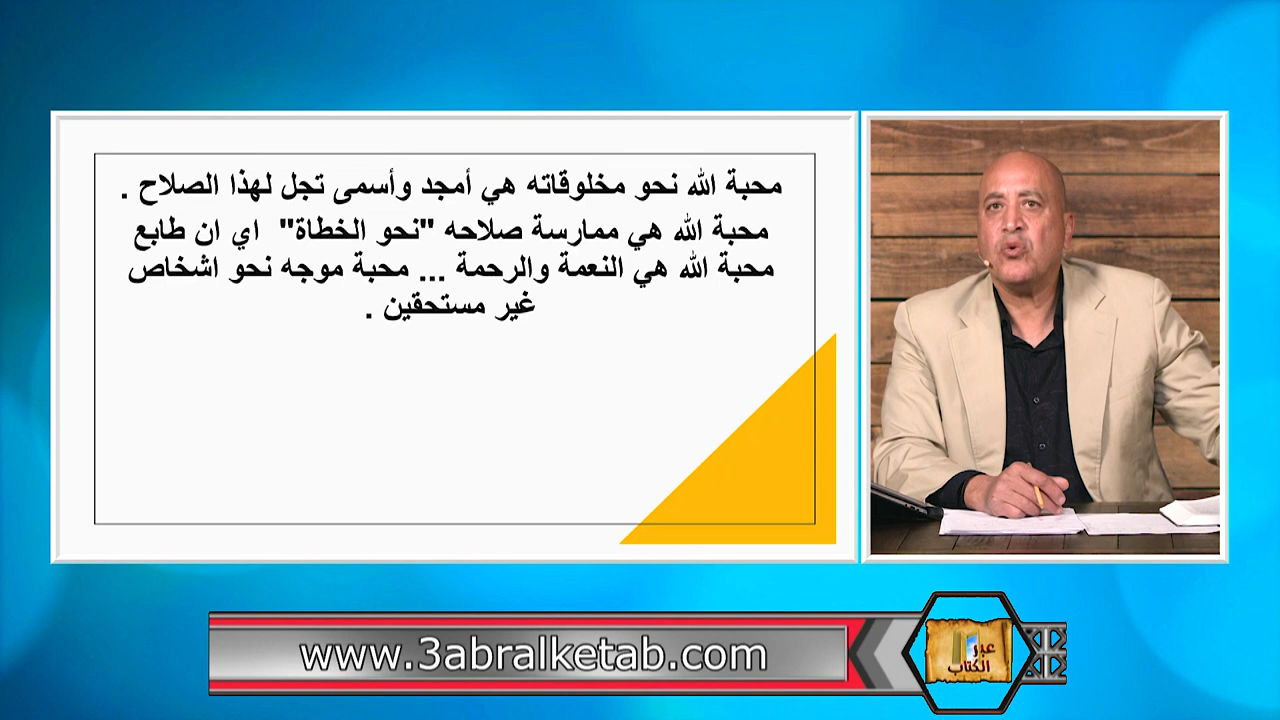 محبة الله نحو مخلوقاته هي أمجد وأسمى تجل لهذا الصلاح .
محبة الله هي ممارسة صلاحه "نحو الخطاة" اي ان طابع
محبة الله هي النعمة والرحمة ... محبة موجه نحو اشخاص
غير مستحقين .
www.3abralketab.com
عبر
الكتاب